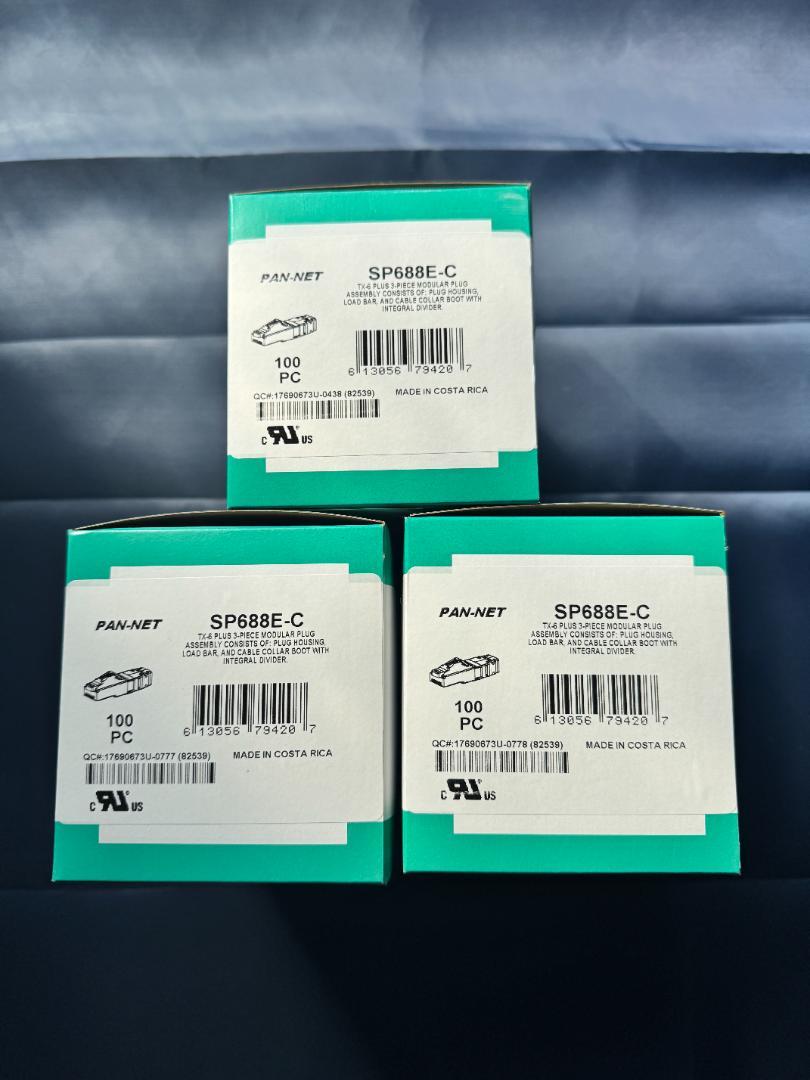 PAN-NET
SP688E-C
TX-6 PLUS 3-PIECE MODULAR PLUG
ASSEMBLY CONSISTS OF: PLUG HOUSING,
LOAD BAR, AND CABLE COLLAR BOOT WITH
INTEGRAL DIVIDER.
100
PC
6 13056 79420 7
QC#:17690673U-0438 (82539)
MADE IN COSTA RICA
C RU US
PAN-NET
SP688E-C
TX-6 PLUS 3-PIECE MODULAR PLUG
ASSEMBLY CONSISTS OF: PLUG HOUSING,
LOAD BAR, AND CABLE COLLAR BOOT WITH
INTEGRAL DIVIDER.
100
PC
6 13056 79420 7
QC#:17690673U-0777 (82539)
MADE IN COSTA RICA
C RU US
PAN-NET
SP688E-C
TX-6 PLUS 3-PIECE MODULAR PLUG
ASSEMBLY CONSISTS OF: PLUG HOUSING,
LOAD BAR, AND CABLE COLLAR BOOT WITH
INTEGRAL DIVIDER.
100
PC
6 13056 79420 7
QC#:17690673U-0778 (82539)
MADE IN COSTA RICA
C RU US